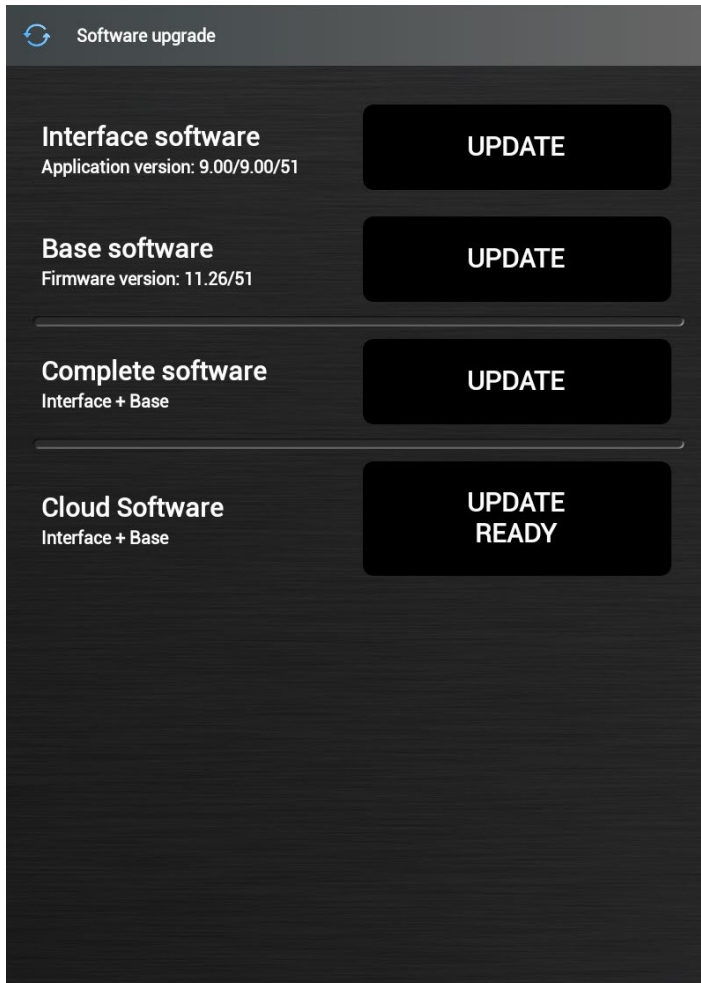 Software upgrade
Interface software
Application version: 9.00/9.00/51
UPDATE
Base software
Firmware version: 11.26/51
UPDATE
Complete software
Interface + Base
UPDATE
Cloud Software
Interface + Base
UPDATE
READY